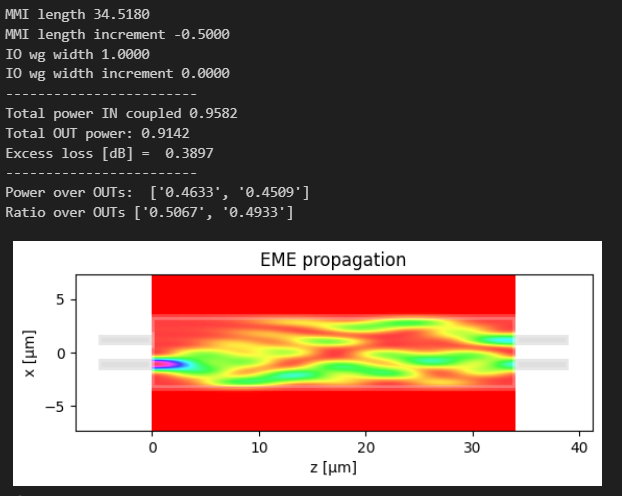 MMI length 34.5180
MMI length increment -0.5000
IO wg width 1.0000
IO wg width increment 0.0000
------------------------
Total power IN coupled 0.9582
Total OUT power: 0.9142
Excess loss [dB] =  0.3897
------------------------
Power over OUTs:  ['0.4633', '0.4509']
Ratio over OUTs ['0.5067', '0.4933']
EME propagation
5
0
−5
x [μm]
0 10 20 30 40
z [μm]